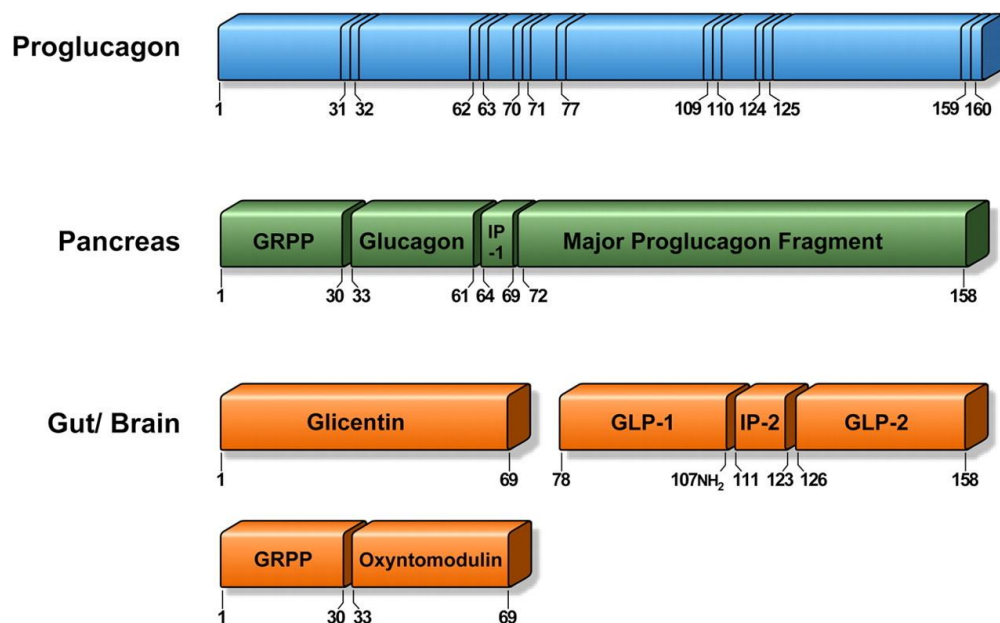 Proglucagon
1 31 32 62 63 70 71 77 109 110 124 125 159 160
Pancreas
GRPP Glucagon IP
-1 Major Proglucagon Fragment
1 30 33 61 64 69 72 158
Gut/ Brain
Glicentin GLP-1 IP-2 GLP-2
1 69 78 107NH₂ 111 123 126 158
GRPP Oxyntomodulin
1 30 33 69